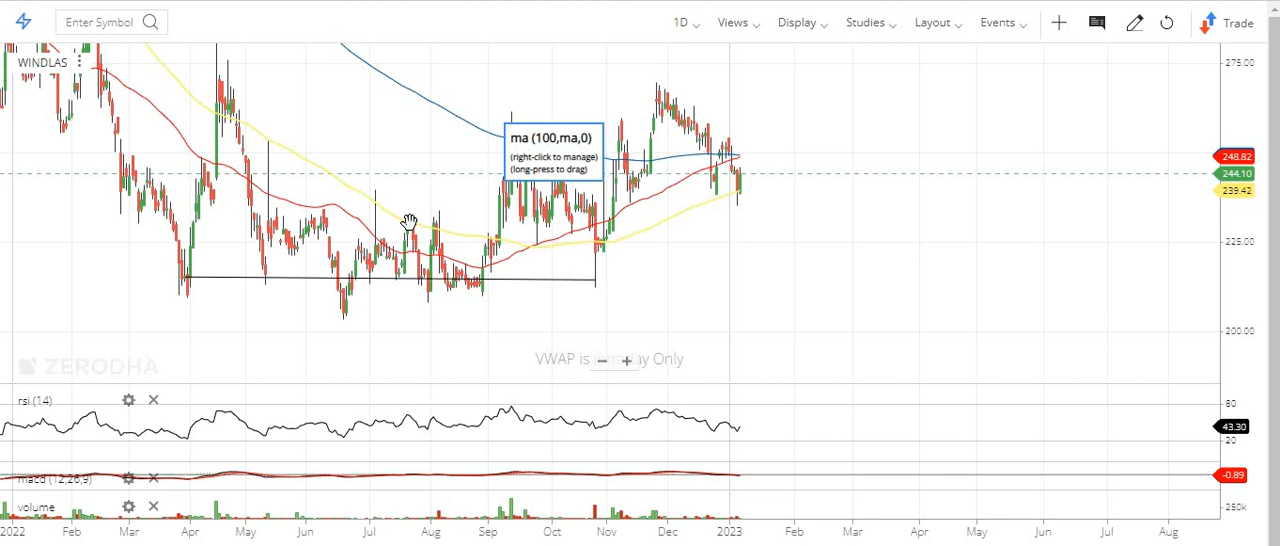 Enter Symbol 1D Views Display Studies Layout Events Trade
WINDLAS
275.00
ma (100,ma,0)
(right-click to manage)
(long-press to drag)
248.82
244.10
239.42
225.00
200.00
ZERODHA
VWAP is Only
rsi (14)
80
43.30
20
macd (12,26,9)
-0.89
volume
250k
2022 Feb Mar Apr May Jun Jul Aug Sep Oct Nov Dec 2023 Feb Mar Apr May Jun Jul Aug